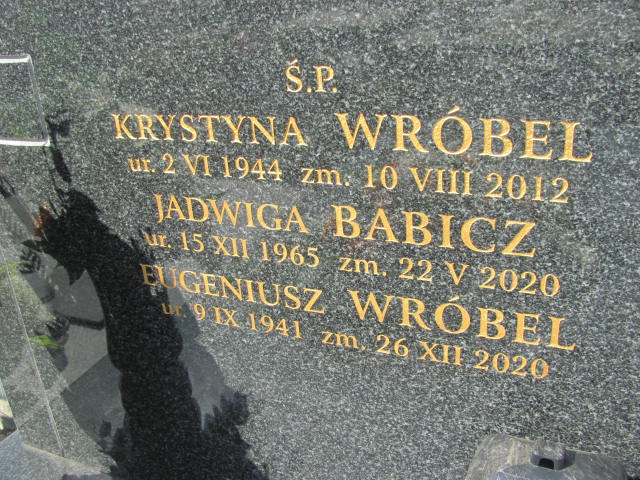 Ś.P.
KRYSTYNA WRÓBEL
ur. 2 VI 1944 zm. 10 VIII 2012
JADWIGA BABICZ
ur. 15 XII 1965 zm. 22 V 2020
EUGENIUSZ WRÓBEL
ur. 9 IX 1941 zm. 26 XII 2020